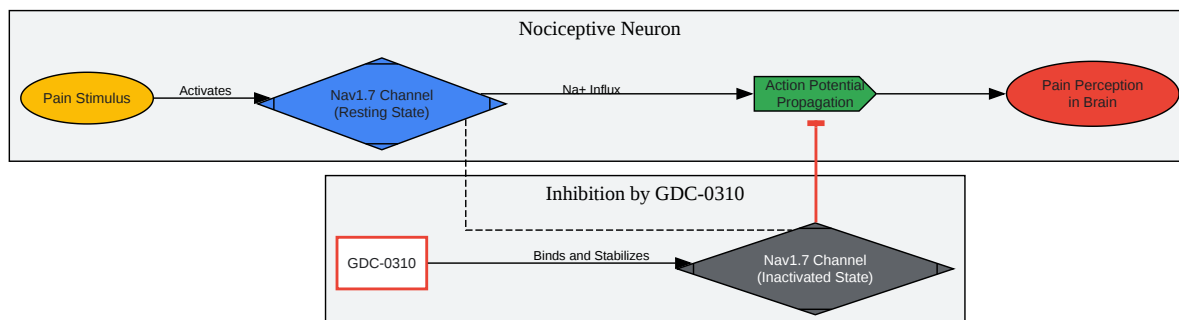 Nociceptive Neuron
Pain Stimulus
Activates
Nav1.7 Channel
(Resting State)
Na+ Influx
Action Potential
Propagation
Pain Perception
in Brain
Inhibition by GDC-0310
GDC-0310
Binds and Stabilizes
Nav1.7 Channel
(Inactivated State)